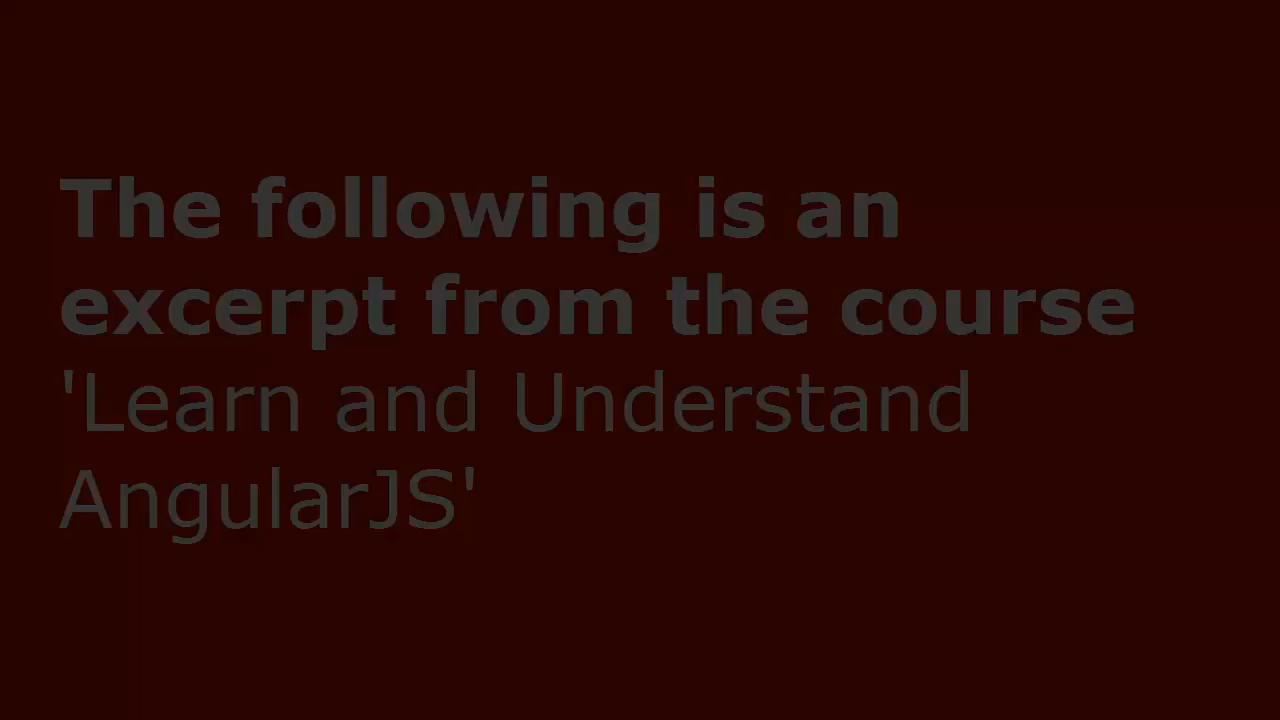 The following is an
excerpt from the course
'Learn and Understand
AngularJS'